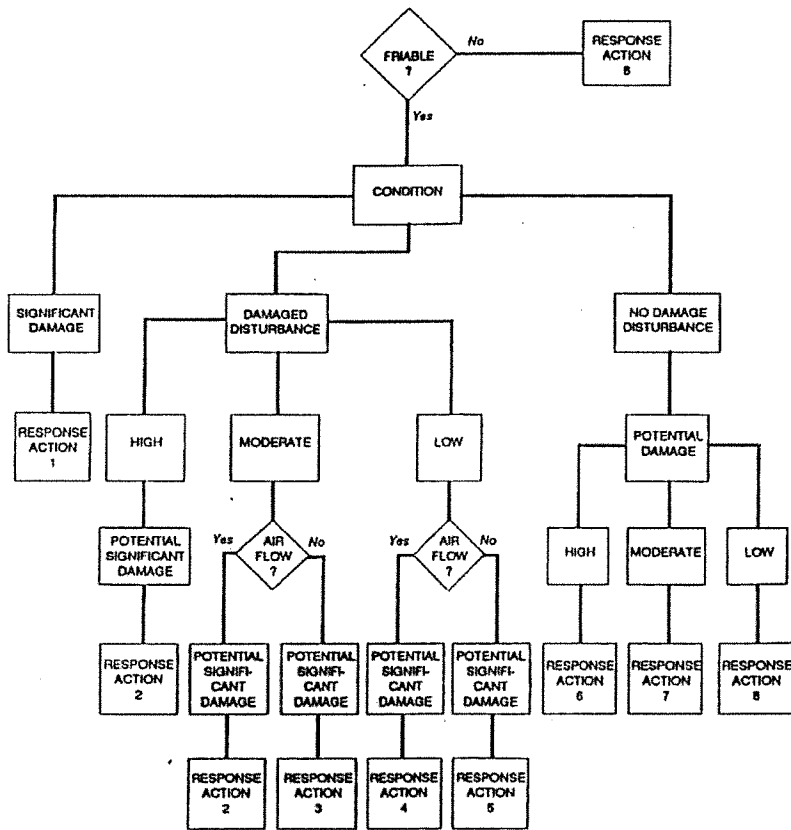 FRIABLE
?
No
RESPONSE
ACTION
Yes
CONDITION
SIGNIFICANT
DAMAGE
DAMAGED
DISTURBANCE
NO DAMAGE
DISTURBANCE
RESPONSE
ACTION
1
HIGH
MODERATE
LOW
POTENTIAL
DAMAGE
POTENTIAL
SIGNIFICANT
DAMAGE
Yes
AIR
FLOW
?
No
Yes
AIR
FLOW
?
No
HIGH
MODERATE
LOW
RESPONSE
ACTION
2
POTENTIAL
SIGNIFI-
CANT
DAMAGE
POTENTIAL
SIGNIFI-
CANT
DAMAGE
POTENTIAL
SIGNIFI-
CANT
DAMAGE
POTENTIAL
SIGNIFI-
CANT
DAMAGE
RESPONSE
ACTION
6
RESPONSE
ACTION
7
RESPONSE
ACTION
8
RESPONSE
ACTION
2
RESPONSE
ACTION
3
RESPONSE
ACTION
4
RESPONSE
ACTION
5